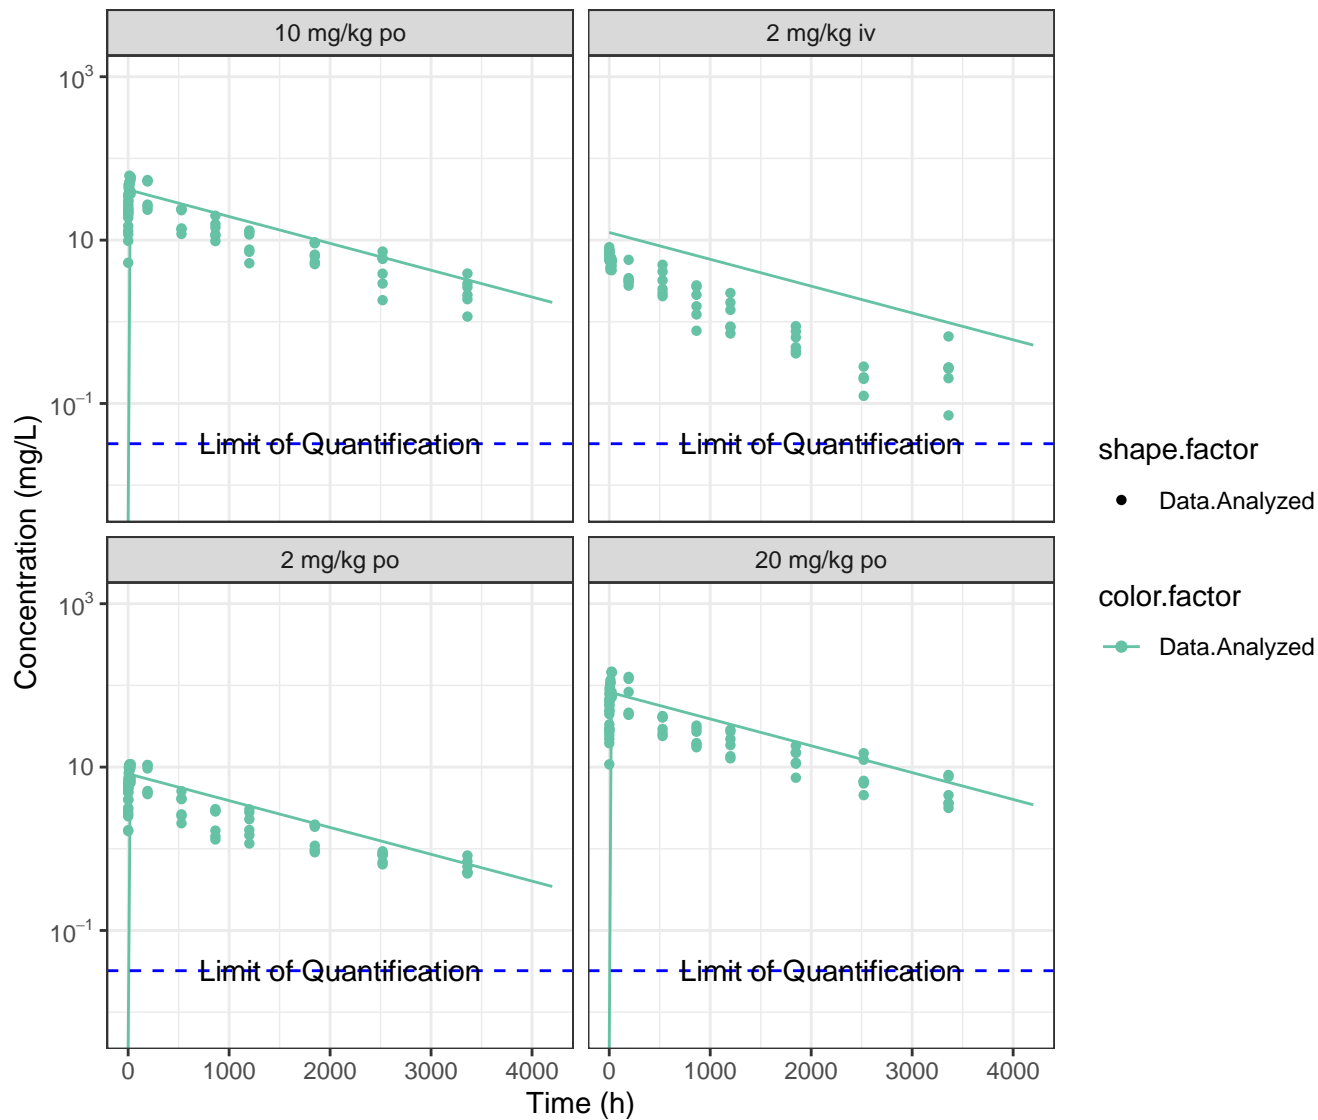 10 mg/kg po
2 mg/kg iv
10³
10
10⁻¹
Limit of Quantification
Limit of Quantification
2 mg/kg po
20 mg/kg po
10³
10
10⁻¹
Limit of Quantification
Limit of Quantification
0 1000 2000 3000 4000
0 1000 2000 3000 4000
Time (h)
Concentration (mg/L)
shape.factor
Data.Analyzed
color.factor
Data.Analyzed